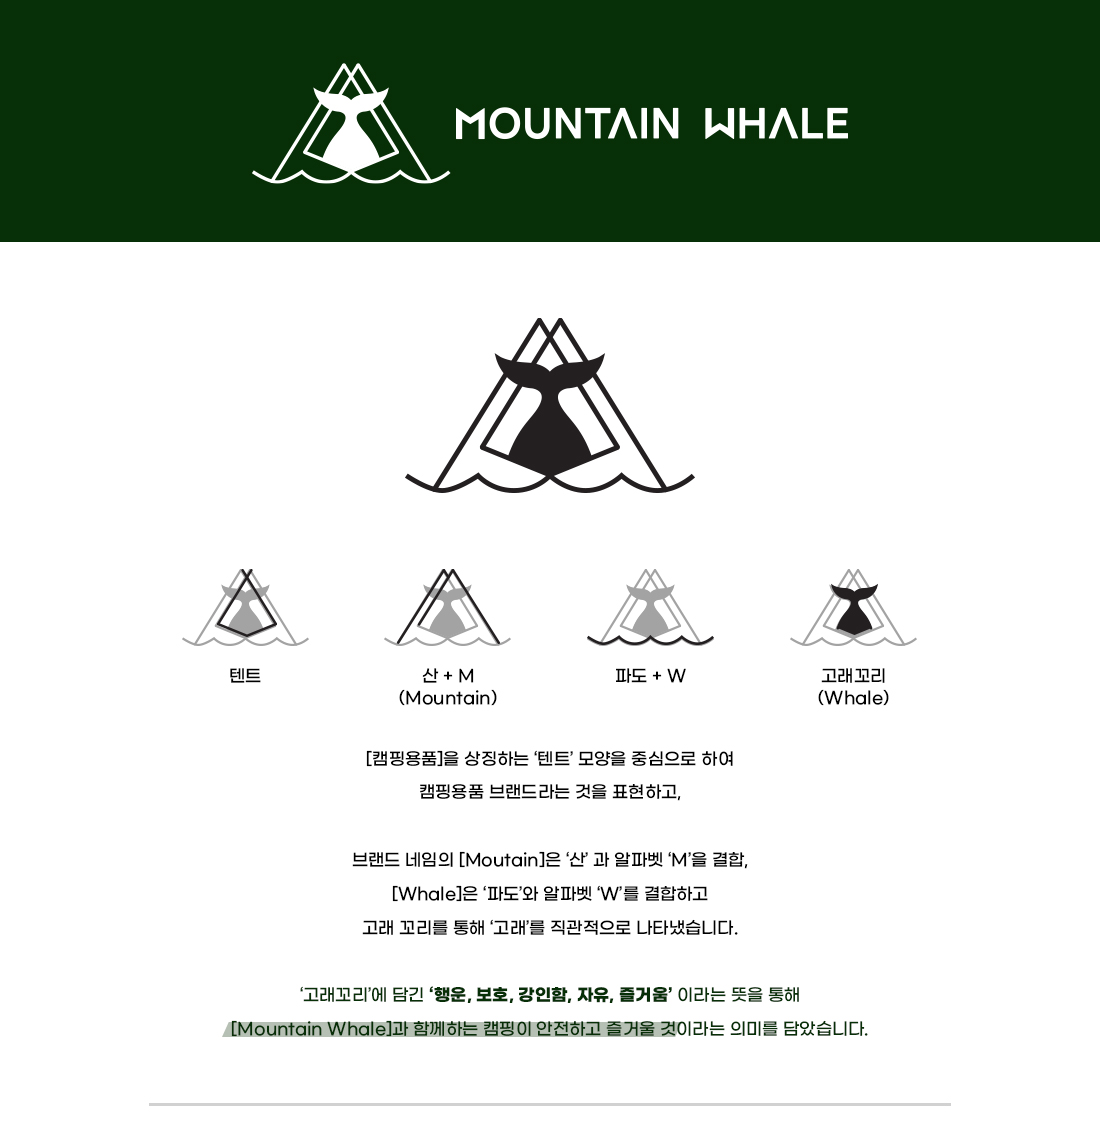 MOUNTAIN WHALE
텐트
산 + M
(Mountain)
파도 + W
고래꼬리
(Whale)
[캠핑용품]을 상징하는 ‘텐트’ 모양을 중심으로 하여
캠핑용품 브랜드라는 것을 표현하고,
브랜드 네임의 [Moutain]은 ‘산’ 과 알파벳 ‘M’을 결합,
[Whale]은 ‘파도’와 알파벳 ‘W’를 결합하고
고래 꼬리를 통해 ‘고래’를 직관적으로 나타냈습니다.
‘고래꼬리’에 담긴 ‘행운, 보호, 강인함, 자유, 즐거움’ 이라는 뜻을 통해
[Mountain Whale]과 함께하는 캠핑이 안전하고 즐거울 것이라는 의미를 담았습니다.